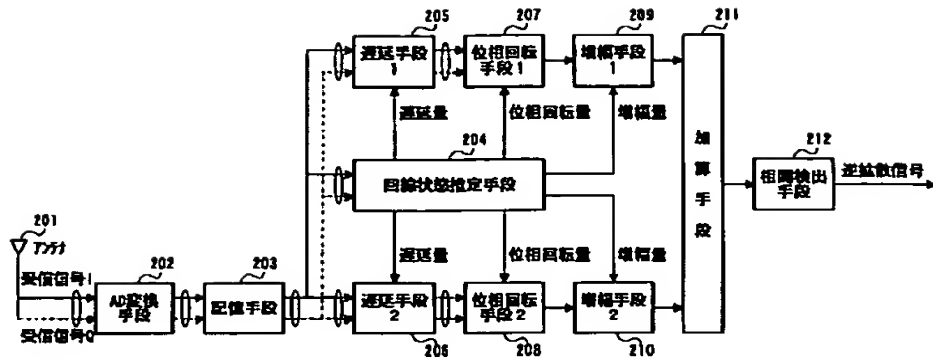 205
207
209
211
遅延手段
1
位相回転
手段1
増幅手段
1
遅延量
位相回転量
増幅量
204
回線状態推定手段
加算手段
212
相関検出
手段
逆拡散信号
201
アンテナ
受信信号I
受信信号Q
202
AD変換
手段
203
記憶手段
遅延量
位相回転量
増幅量
遅延手段
2
位相回転
手段2
増幅手段
2
206
208
210